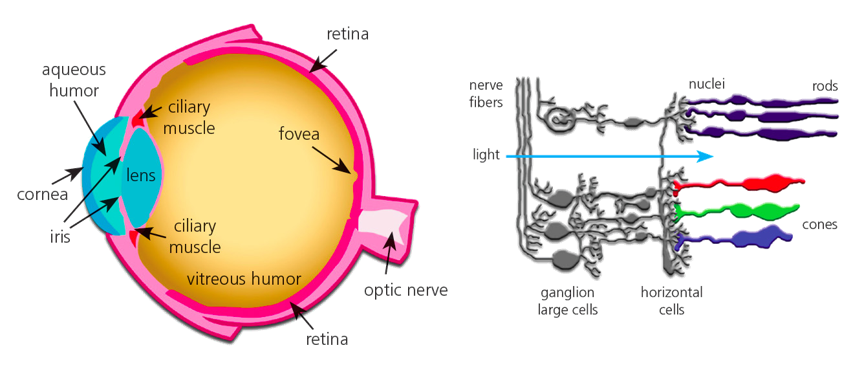 retina
aqueous
humor
ciliary
muscle
fovea
lens
cornea
iris
ciliary
muscle
vitreous humor
optic nerve
retina
nerve
fibers
nuclei
rods
light
cones
ganglion
large cells
horizontal
cells